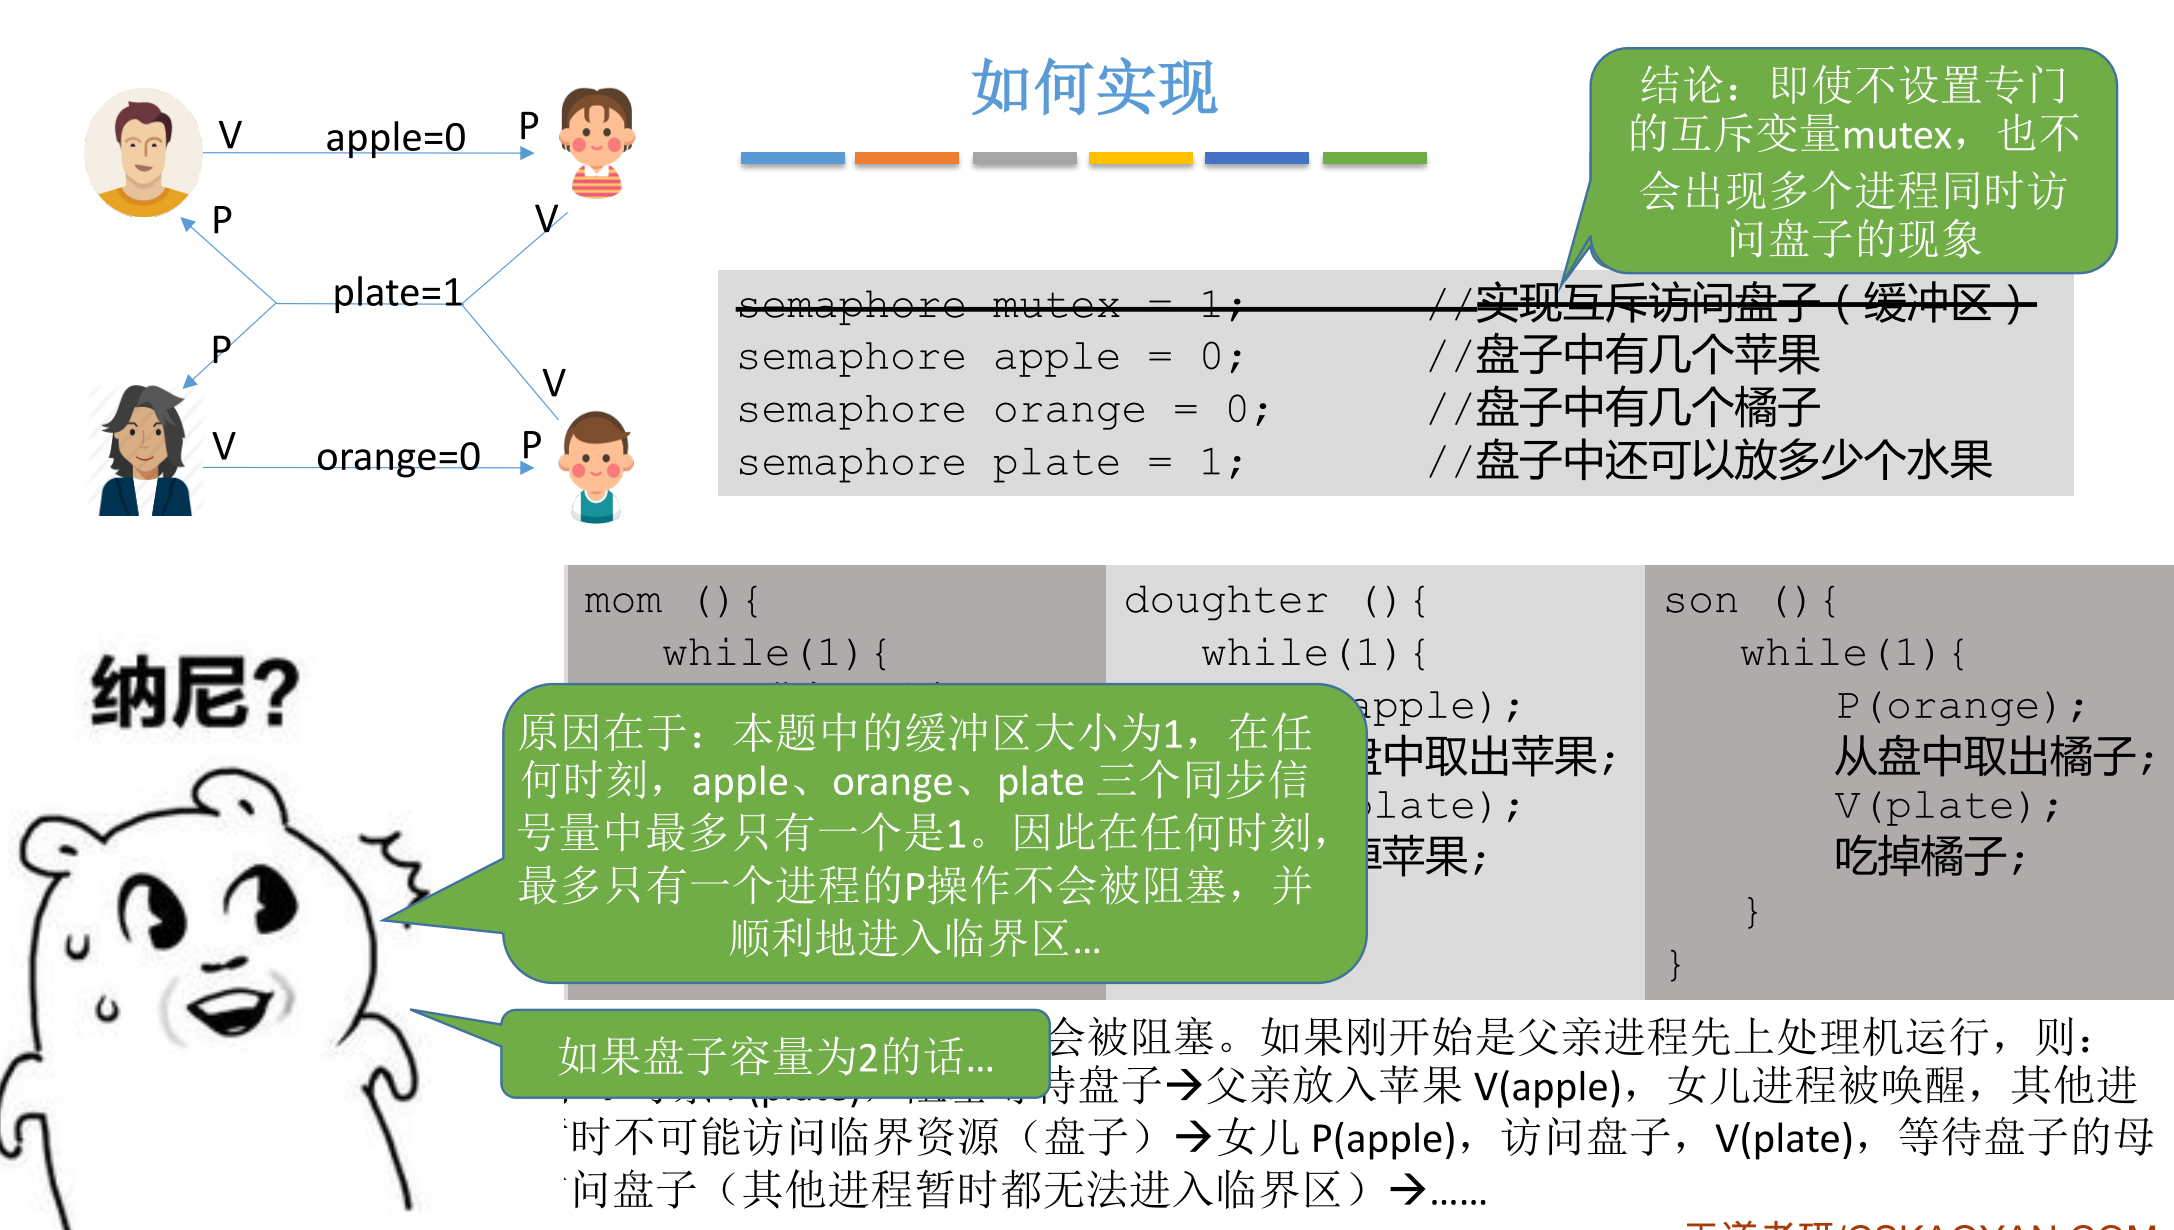 如何实现
结论：即使不设置专门
的互斥变量mutex，也不
会出现多个进程同时访
问盘子的现象
V
apple=0
P
P
V
plate=1
P
V
V
orange=0
P
semaphore mutex = 1; //实现互斥访问盘子（缓冲区）
semaphore apple = 0; //盘子中有几个苹果
semaphore orange = 0; //盘子中有几个橘子
semaphore plate = 1; //盘子中还可以放多少个水果
mom (){
while(1){
doughter (){
while(1){
apple);
盘中取出苹果;
plate);
掉苹果;
son (){
while(1){
P(orange);
从盘中取出橘子;
V(plate);
吃掉橘子;
}
}
纳尼?
原因在于：本题中的缓冲区大小为1，在任
何时刻，apple、orange、plate 三个同步信
号量中最多只有一个是1。因此在任何时刻，
最多只有一个进程的P操作不会被阻塞，并
顺利地进入临界区…
如果盘子容量为2的话…
会被阻塞。如果刚开始是父亲进程先上处理机运行，则：
待盘子→父亲放入苹果 V(apple)，女儿进程被唤醒，其他进
时不可能访问临界资源（盘子）→女儿 P(apple)，访问盘子，V(plate)，等待盘子的母
问盘子（其他进程暂时都无法进入临界区）→……